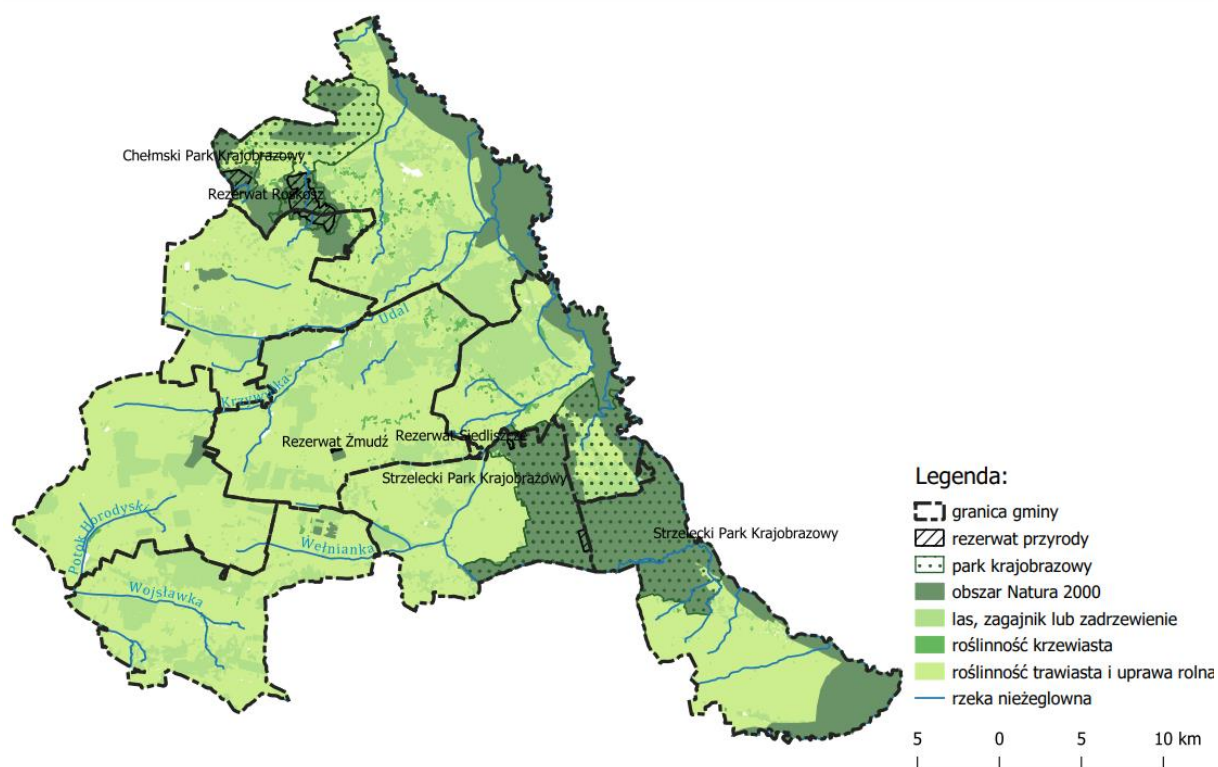 Chełmski Park Krajobrazowy
Rezerwat Roskosz
Udal
Krzywólka
Rezerwat Żmudź
Rezerwat Siedliszcze
Strzelecki Park Krajobrazowy
Strzelecki Park Krajobrazowy
Potok Horodyski
Wełnianka
Wojsławka
Legenda:
granica gminy
rezerwat przyrody
park krajobrazowy
obszar Natura 2000
las, zagajnik lub zadrzewienie
roślinność krzewiasta
roślinność trawiasta i uprawa rolna
rzeka nieżeglowna
5 0 5 10 km